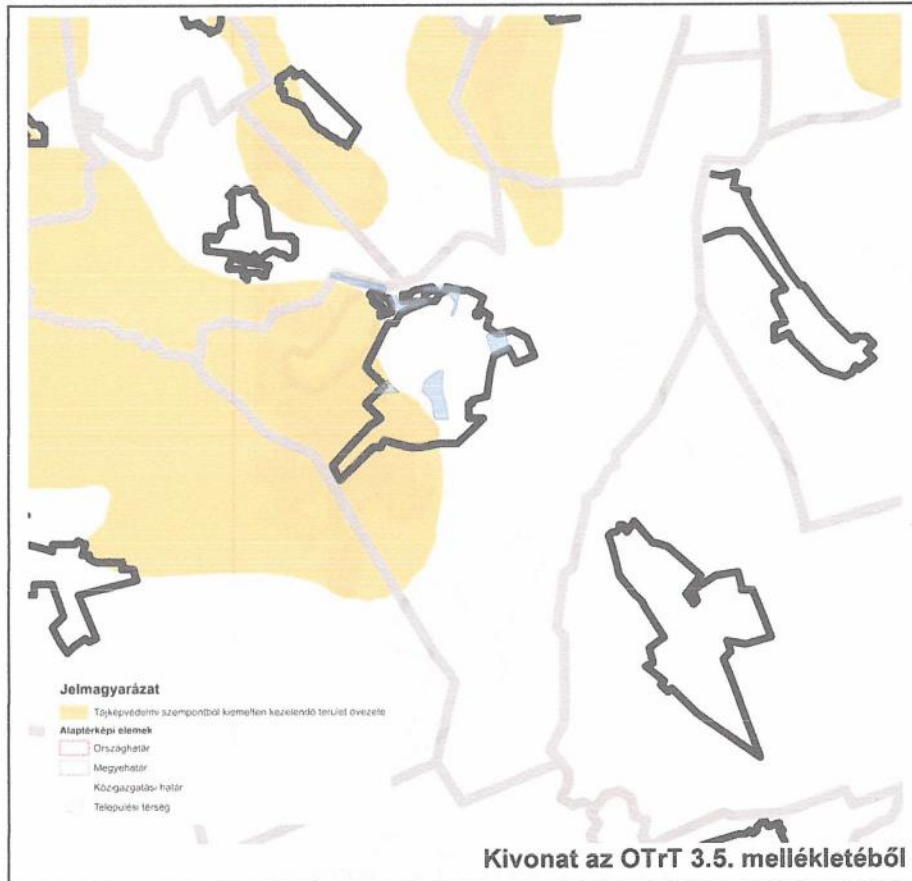 Jelmagyarázat
Tájképvédelmi szempontból kiemelten kezelendő terület övezete
Alaptérképi elemek
Országhatár
Megyehatár
Közigazgatási határ
Települési térség
Kivonat az OTrT 3.5. mellékletéből